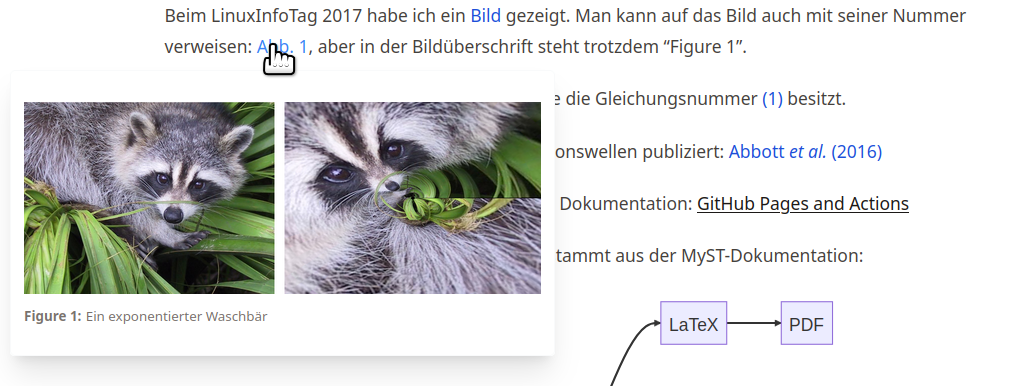 Beim LinuxInfoTag 2017 habe ich ein Bild gezeigt. Man kann auf das Bild auch mit seiner Nummer
verweisen: Abb. 1, aber in der Bildüberschrift steht trotzdem “Figure 1”.
e die Gleichungsnummer (1) besitzt.
onswellen publiziert: Abbott et al. (2016)
Dokumentation: GitHub Pages and Actions
tammt aus der MyST-Dokumentation:
Figure 1: Ein exponentierter Waschbär
LaTeX
PDF